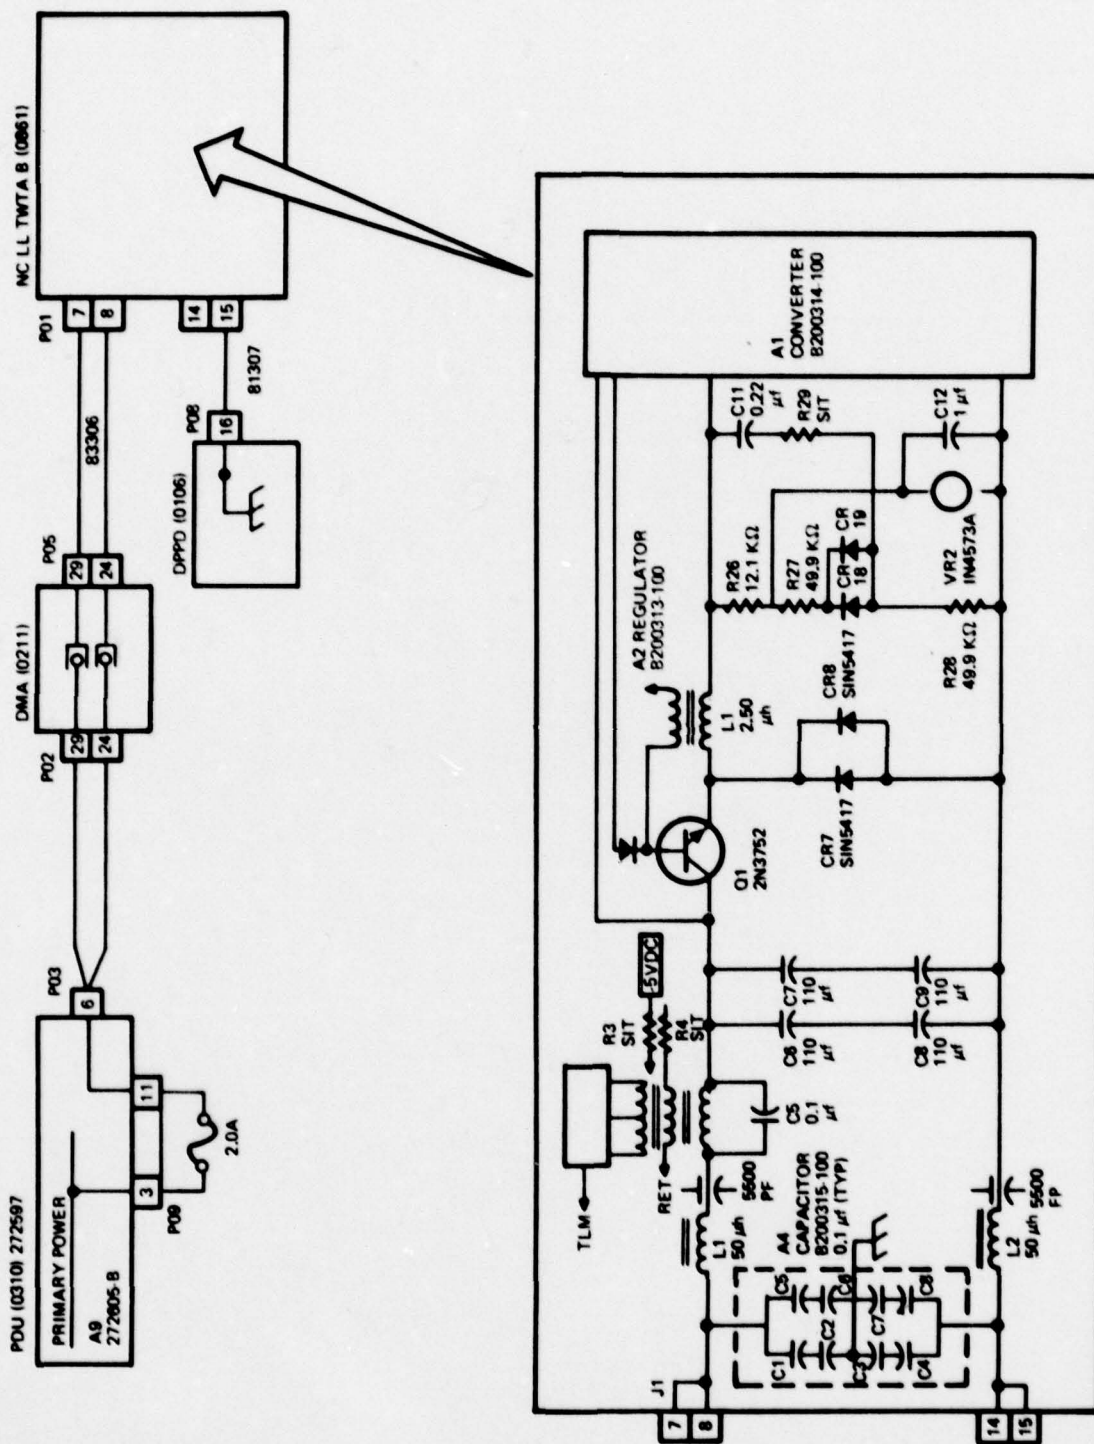 PDU (0310) 272597
PRIMARY POWER
A9
272605-B
3
11
P09
2.0A
6
P03
P02
29
24
DMA (0211)
29
24
P05
83306
P01
7
8
14
15
NC LL TWTA B (0861)
81307
P08
16
DPPD (0106)
J1
7
8
14
15
C1
C2
C3
C4
C5
C6
C7
C8
A4
CAPACITOR
B200315-100
0.1 µf (TYP)
L1
50 µh
5600
PF
L2
50 µh
5600
FP
TLM
RET
R3
SIT
R4
SIT
-5VDC
C5
0.1
µf
C6
110
µf
C7
110
µf
C8
110
µf
C9
110
µf
Q1
2N3752
CR7
SIN5417
CR8
SIN5417
L1
2.50
µh
A2 REGULATOR
B200313-100
R26
12.1 KΩ
R27
49.9 KΩ
CR
18
CR
19
R28
49.9 KΩ
VR2
IN4573A
C11
0.22
µf
R29
SIT
C12
1 µf
A1
CONVERTER
B200314-100